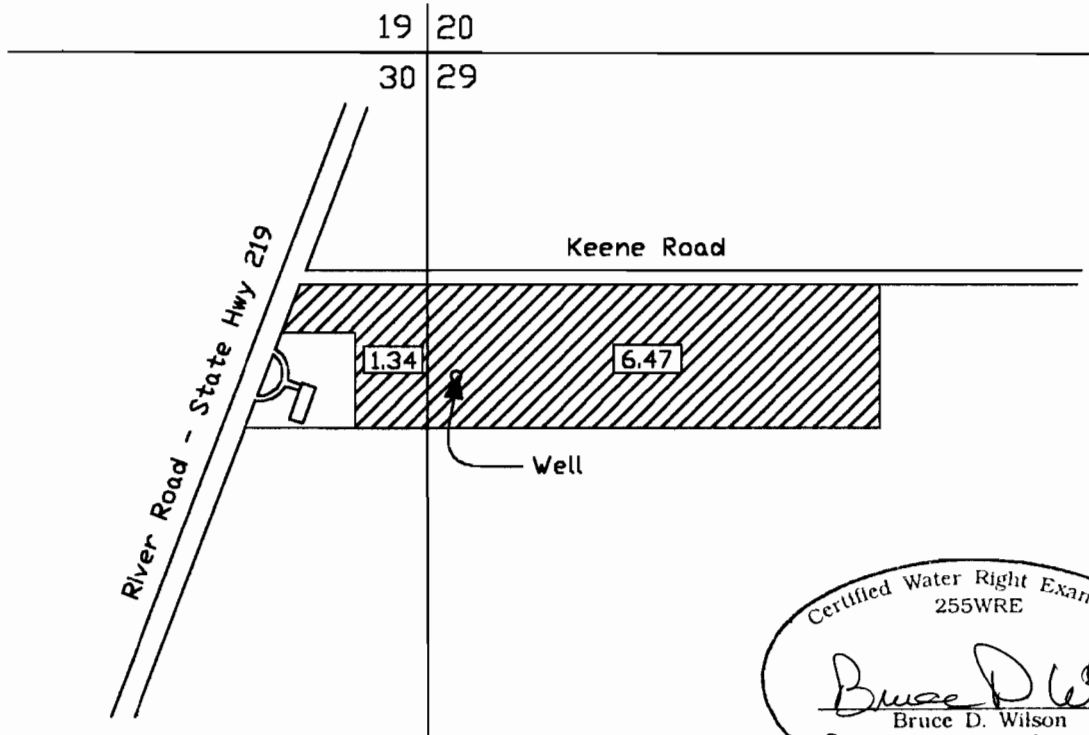 19 20
30 29
Keene Road
River Road - State Hwy 219
1.34
6.47
Well
Certified Water Right
255WRE
Bruce D.
Bruce D. Wilson